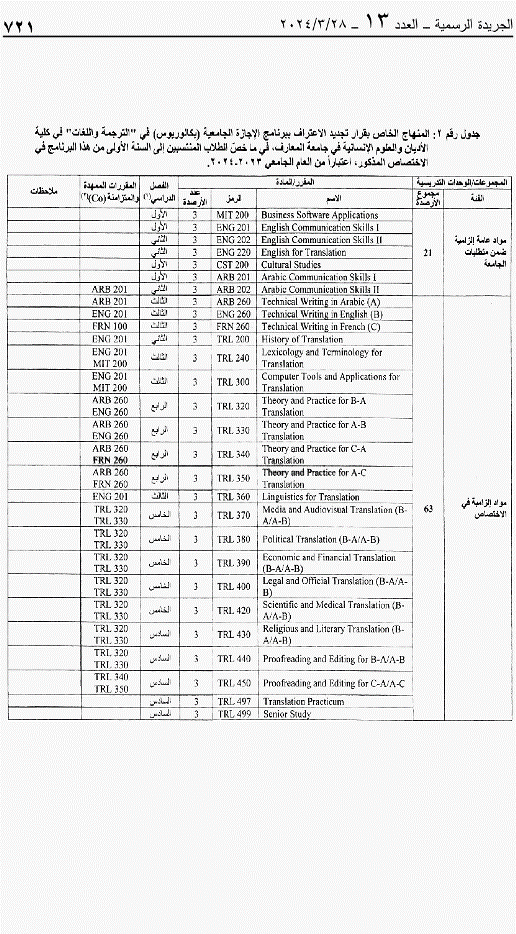 الجريدة الرسمية – العدد ١٣ – ٢٠٢٤/٣/٢٨ ٧٢١
جدول رقم ٢: المنهاج الخاص بقرار تجديد الاعتراف ببرنامج الإجازة الجامعية (بكالوريوس) في "الترجمة واللغات" في كلية
الأديان والعلوم الإنسانية في جامعة المعارف، في ما خصّ الطلاب المنتسبين إلى السنة الأولى من هذا البرنامج في
الاختصاص المذكور، اعتباراً من العام الجامعي ٢٠٢٣-٢٠٢٤.
المجموعات/الوحدات التدريسية المقرر/المادة الفصل الدراسي(١) المقررات الممهدة والمتزامنة (Co)(٢) ملاحظات
الفئة مجموع الأرصدة الاسم الرمز عدد الأرصدة
مواد عامة إلزامية ضمن متطلبات الجامعة 21
Business Software Applications MIT 200 3 الأول
English Communication Skills I ENG 201 3 الأول
English Communication Skills II ENG 202 3 الثاني
English for Translation ENG 220 3 الثاني
Cultural Studies CST 200 3 الأول
Arabic Communication Skills I ARB 201 3 الأول
Arabic Communication Skills II ARB 202 3 الثاني ARB 201
مواد الزامية في الاختصاص 63
Technical Writing in Arabic (A) ARB 260 3 الثالث ARB 201
Technical Writing in English (B) ENG 260 3 الثالث ENG 201
Technical Writing in French (C) FRN 260 3 الثالث FRN 100
History of Translation TRL 200 3 الثاني ENG 201
Lexicology and Terminology for Translation TRL 240 3 الثالث ENG 201 MIT 200
Computer Tools and Applications for Translation TRL 300 3 الثالث ENG 201 MIT 200
Theory and Practice for B-A Translation TRL 320 3 الرابع ARB 260 ENG 260
Theory and Practice for A-B Translation TRL 330 3 الرابع ARB 260 ENG 260
Theory and Practice for C-A Translation TRL 340 3 الرابع ARB 260 FRN 260
Theory and Practice for A-C Translation TRL 350 3 الرابع ARB 260 FRN 260
Linguistics for Translation TRL 360 3 الثالث ENG 201
Media and Audiovisual Translation (B-A/A-B) TRL 370 3 الخامس TRL 320 TRL 330
Political Translation (B-A/A-B) TRL 380 3 الخامس TRL 320 TRL 330
Economic and Financial Translation (B-A/A-B) TRL 390 3 الخامس TRL 320 TRL 330
Legal and Official Translation (B-A/A-B) TRL 400 3 الخامس TRL 320 TRL 330
Scientific and Medical Translation (B-A/A-B) TRL 420 3 الخامس TRL 320 TRL 330
Religious and Literary Translation (B-A/A-B) TRL 430 3 السادس TRL 320 TRL 330
Proofreading and Editing for B-A/A-B TRL 440 3 السادس TRL 320 TRL 330
Proofreading and Editing for C-A/A-C TRL 450 3 السادس TRL 340 TRL 350
Translation Practicum TRL 497 3 السادس
Senior Study TRL 499 3 السادس